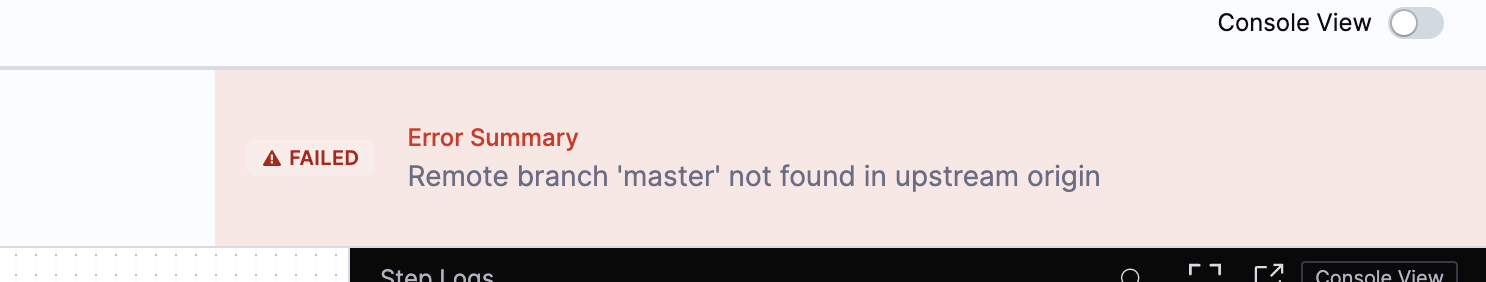 Console View
FAILED
Error Summary
Remote branch 'master' not found in upstream origin
Step Logs
Console View